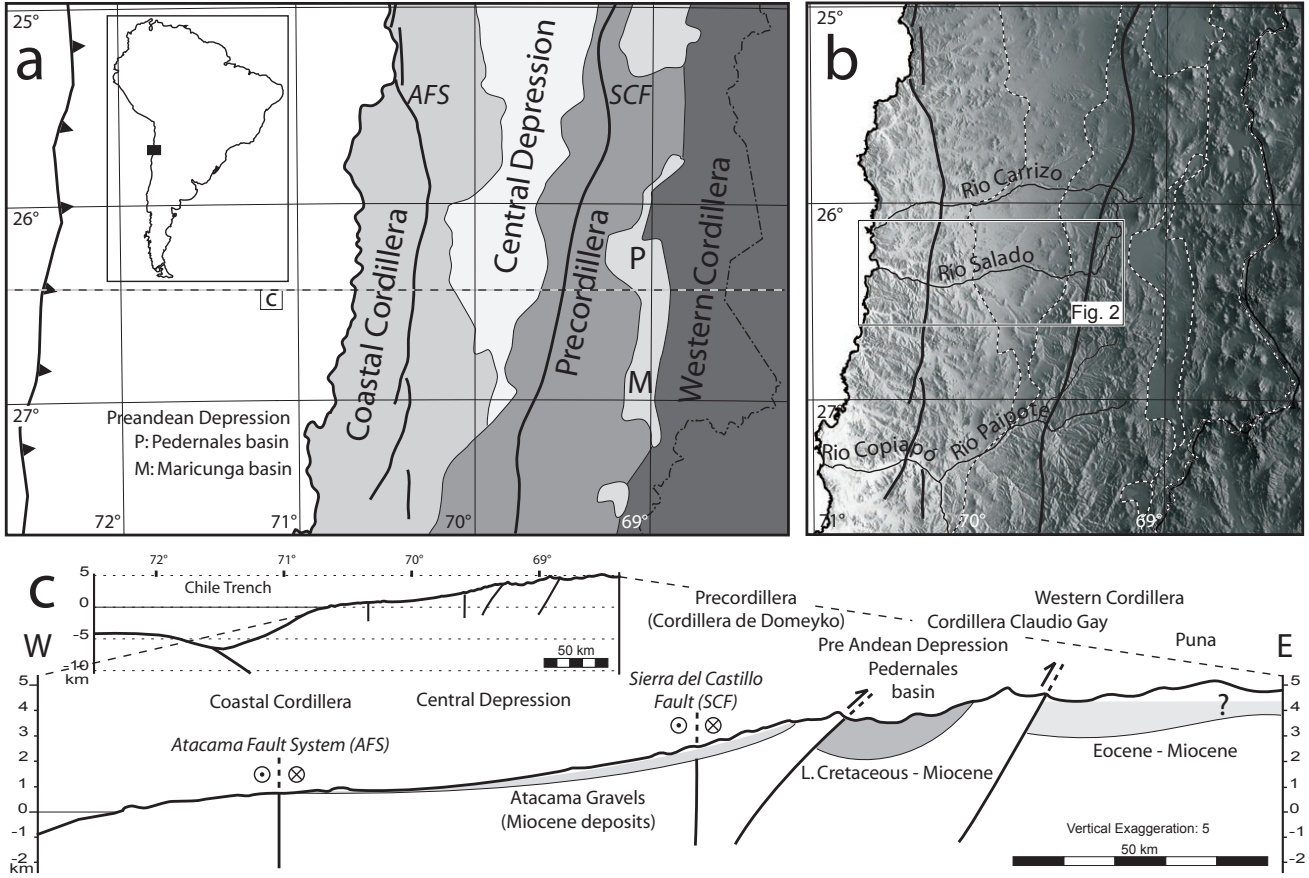 25°
a
AFS
Central Depression
SCF
26°
Coastal Cordillera
Precordillera
P
Western Cordillera
c
M
27°
Preandean Depression
P: Pedernales basin
M: Maricunga basin
72°
71°
70°
69°
25°
b
Rio Carrizo
26°
Rio Salado
Fig. 2
27°
Rio Paipote
Rio Copiapo
71°
70°
69°
c
72°
71°
70°
69°
5
0
-5
-10
km
Chile Trench
50 km
W
E
Precordillera
(Cordillera de Domeyko)
Western Cordillera
Cordillera Claudio Gay
Pre Andean Depression
Pedernales
basin
Puna
Coastal Cordillera
Central Depression
Sierra del Castillo
Fault (SCF)
Atacama Fault System (AFS)
5
4
3
2
1
0
-1
-2
km
Atacama Gravels
(Miocene deposits)
L. Cretaceous - Miocene
Eocene - Miocene
?
5
4
3
2
1
0
-1
-2
Vertical Exaggeration: 5
50 km